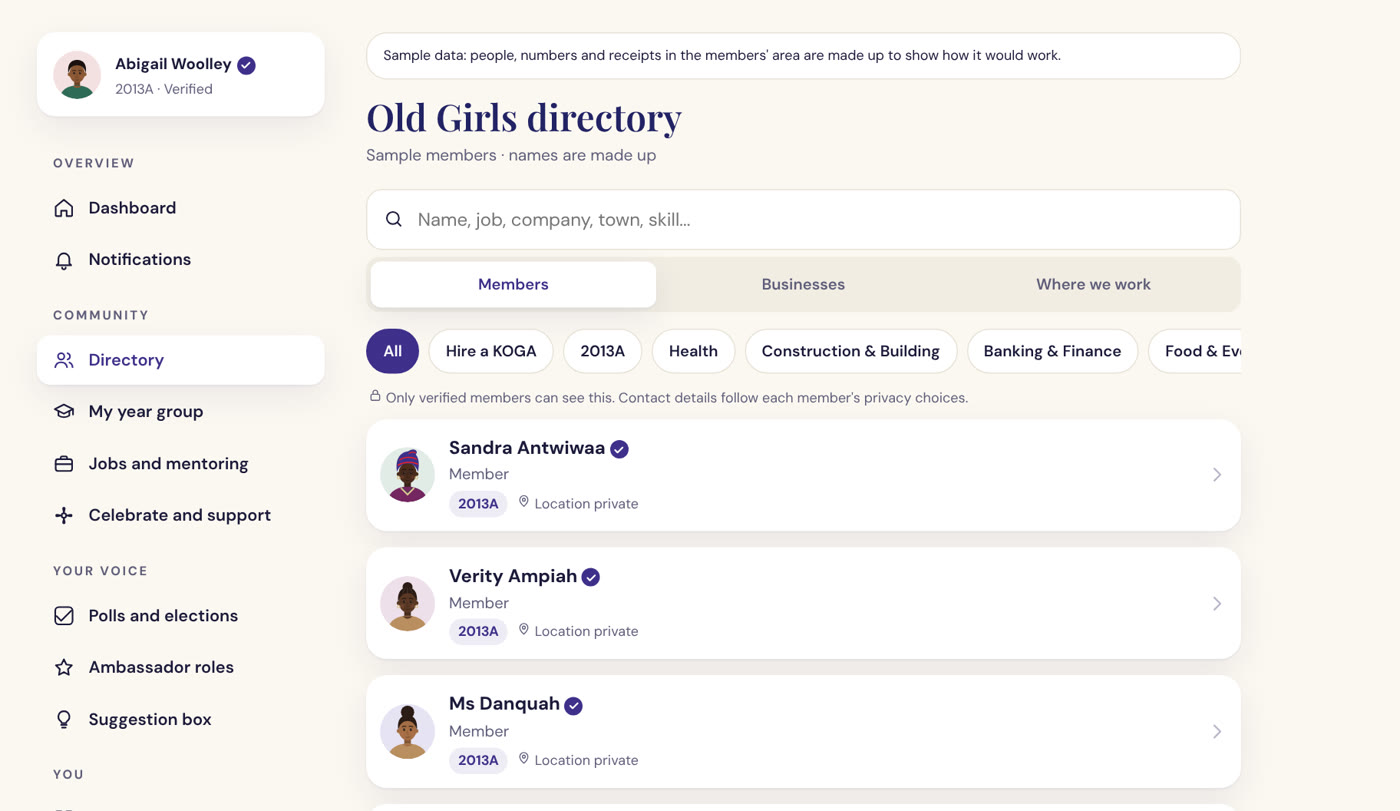 Abigail Woolley
2013A · Verified
OVERVIEW
Dashboard
Notifications
COMMUNITY
Directory
My year group
Jobs and mentoring
Celebrate and support
YOUR VOICE
Polls and elections
Ambassador roles
Suggestion box
YOU
Sample data: people, numbers and receipts in the members' area are made up to show how it would work.
Old Girls directory
Sample members · names are made up
Name, job, company, town, skill...
Members Businesses Where we work
All Hire a KOGA 2013A Health Construction & Building Banking & Finance Food &
Only verified members can see this. Contact details follow each member's privacy choices.
Sandra Antwiwaa
Member
2013A Location private
Verity Ampiah
Member
2013A Location private
Ms Danquah
Member
2013A Location private